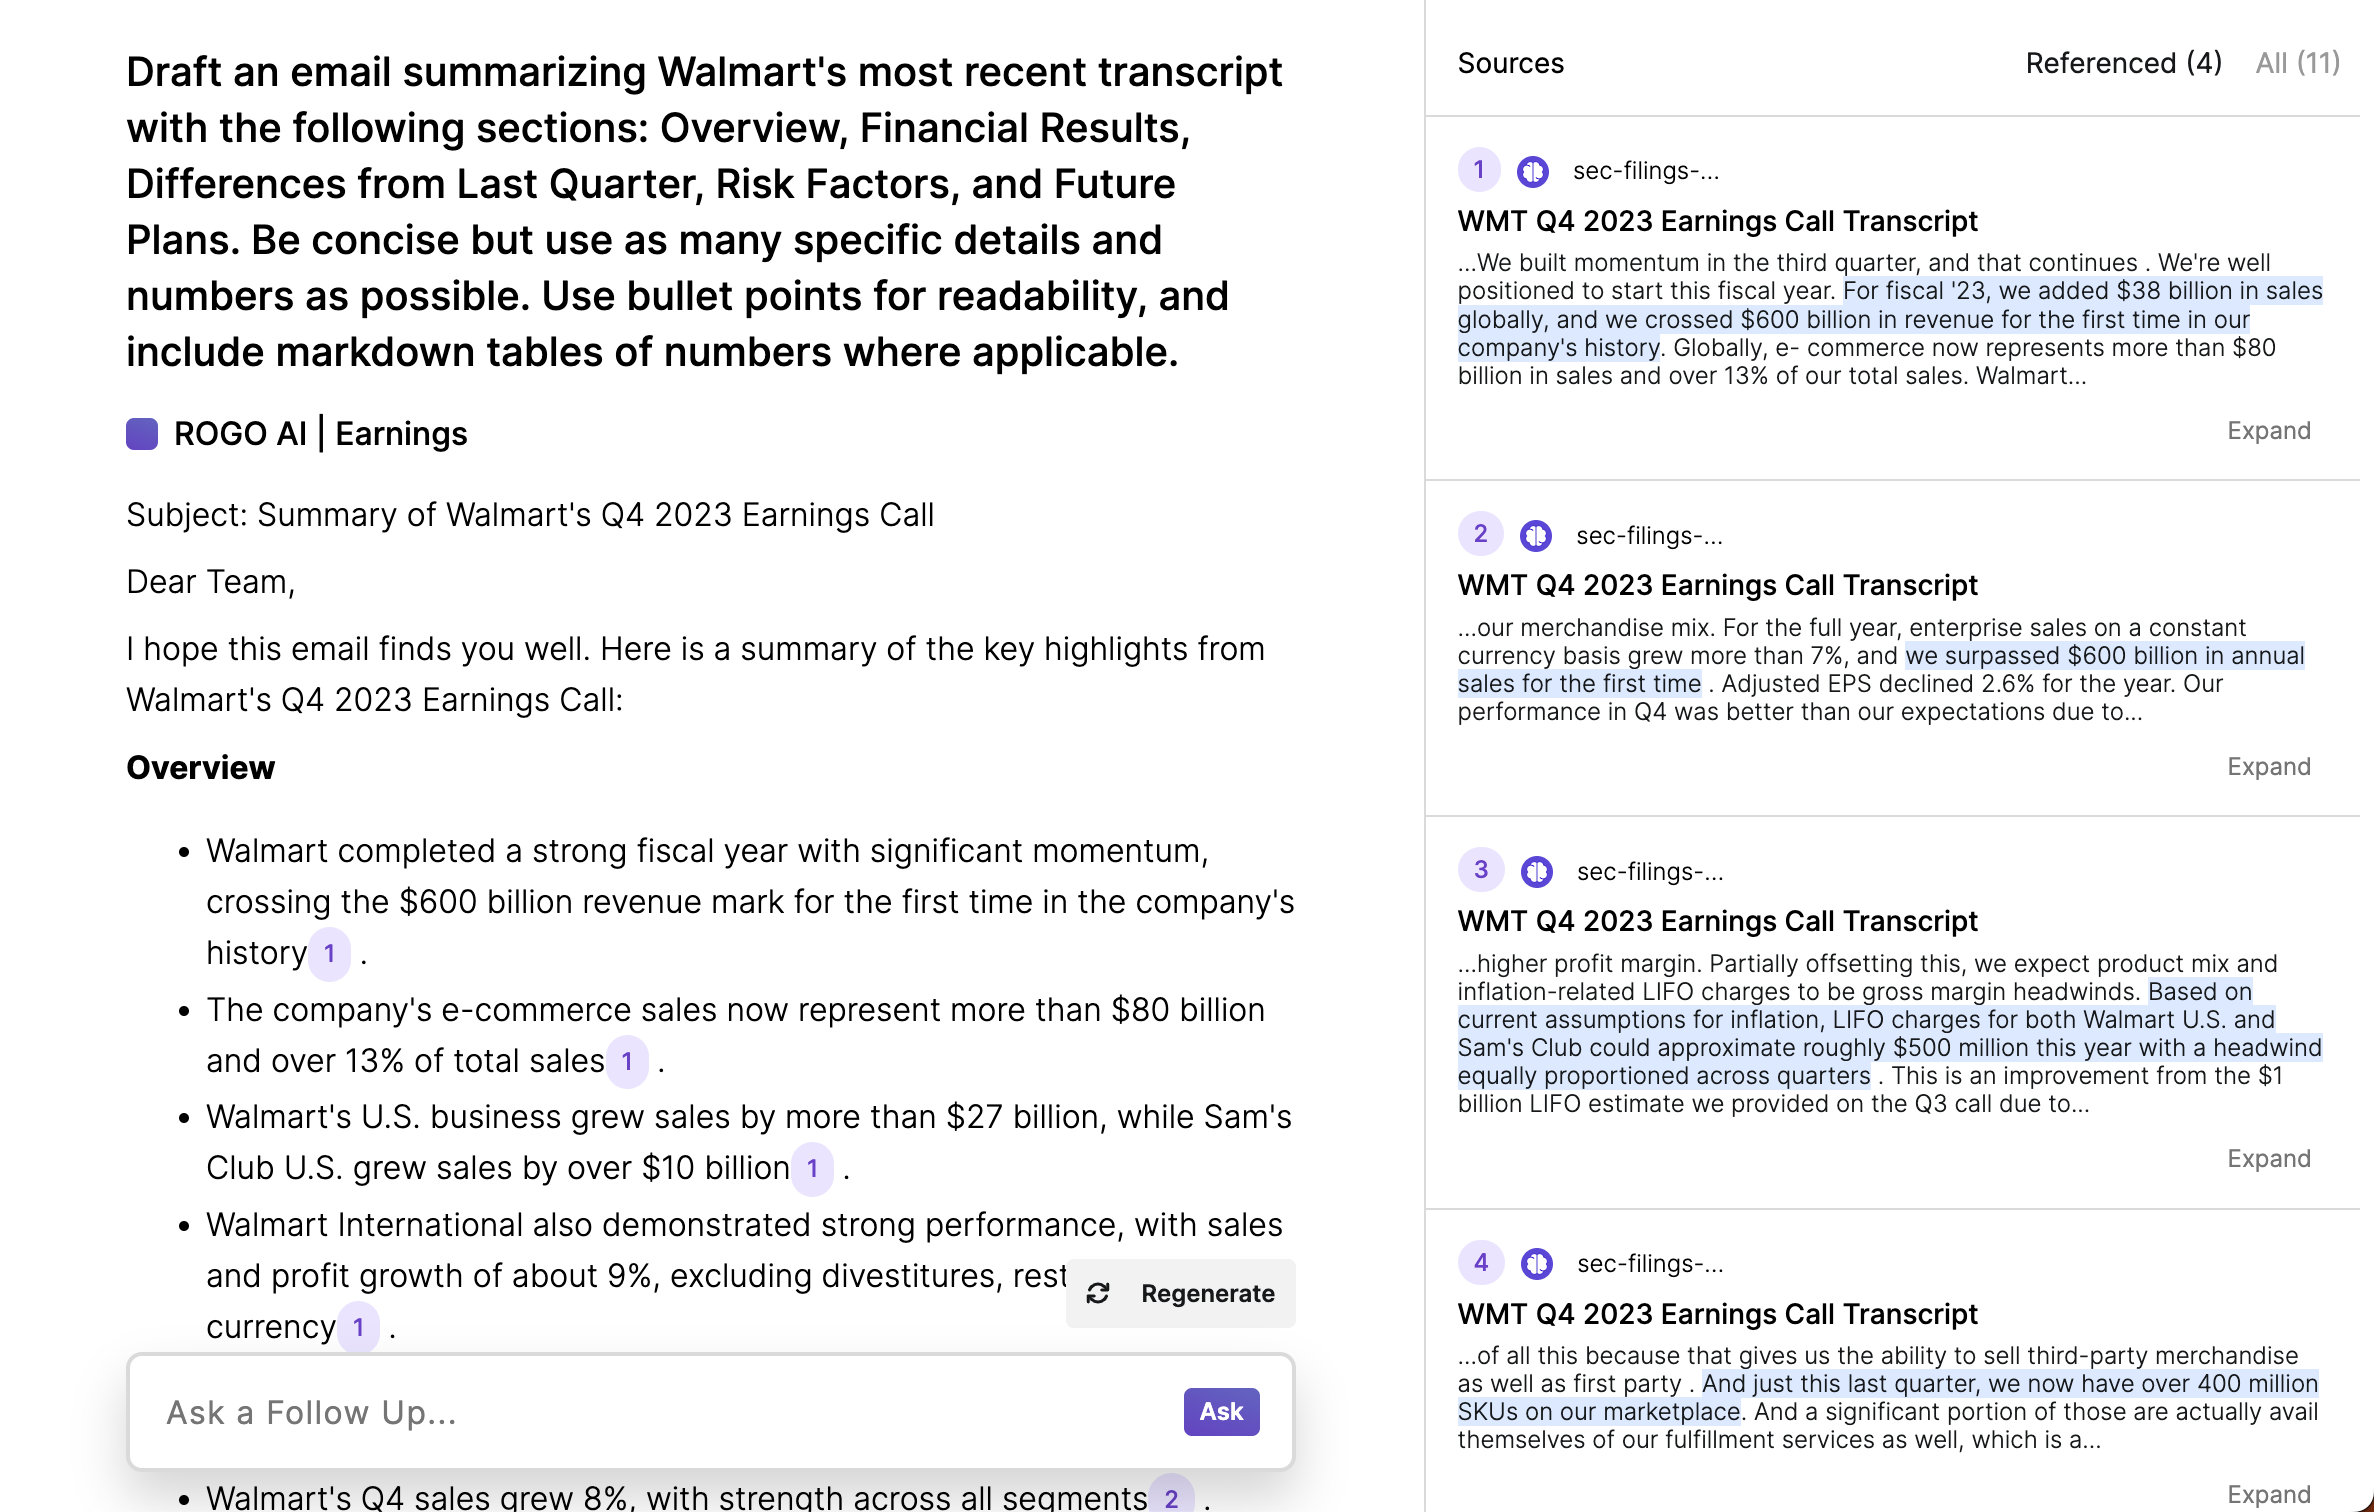 Draft an email summarizing Walmart's most recent transcript
with the following sections: Overview, Financial Results,
Differences from Last Quarter, Risk Factors, and Future
Plans. Be concise but use as many specific details and
numbers as possible. Use bullet points for readability, and
include markdown tables of numbers where applicable.
ROGO AI | Earnings
Subject: Summary of Walmart's Q4 2023 Earnings Call
Dear Team,
I hope this email finds you well. Here is a summary of the key highlights from
Walmart's Q4 2023 Earnings Call:
Overview
• Walmart completed a strong fiscal year with significant momentum,
crossing the $600 billion revenue mark for the first time in the company's
history 1 .
• The company's e-commerce sales now represent more than $80 billion
and over 13% of total sales 1 .
• Walmart's U.S. business grew sales by more than $27 billion, while Sam's
Club U.S. grew sales by over $10 billion 1 .
• Walmart International also demonstrated strong performance, with sales
and profit growth of about 9%, excluding divestitures, rest
currency 1 .
Regenerate
Ask a Follow Up...
Ask
• Walmart's Q4 sales grew 8%, with strength across all segments 2 .
Sources
Referenced (4)
All (11)
1 sec-filings-...
WMT Q4 2023 Earnings Call Transcript
...We built momentum in the third quarter, and that continues . We're well
positioned to start this fiscal year. For fiscal '23, we added $38 billion in sales
globally, and we crossed $600 billion in revenue for the first time in our
company's history. Globally, e- commerce now represents more than $80
billion in sales and over 13% of our total sales. Walmart...
Expand
2 sec-filings-...
WMT Q4 2023 Earnings Call Transcript
...our merchandise mix. For the full year, enterprise sales on a constant
currency basis grew more than 7%, and we surpassed $600 billion in annual
sales for the first time . Adjusted EPS declined 2.6% for the year. Our
performance in Q4 was better than our expectations due to...
Expand
3 sec-filings-...
WMT Q4 2023 Earnings Call Transcript
...higher profit margin. Partially offsetting this, we expect product mix and
inflation-related LIFO charges to be gross margin headwinds. Based on
current assumptions for inflation, LIFO charges for both Walmart U.S. and
Sam's Club could approximate roughly $500 million this year with a headwind
equally proportioned across quarters . This is an improvement from the $1
billion LIFO estimate we provided on the Q3 call due to...
Expand
4 sec-filings-...
WMT Q4 2023 Earnings Call Transcript
...of all this because that gives us the ability to sell third-party merchandise
as well as first party . And just this last quarter, we now have over 400 million
SKUs on our marketplace. And a significant portion of those are actually avail
themselves of our fulfillment services as well, which is a...
Expand